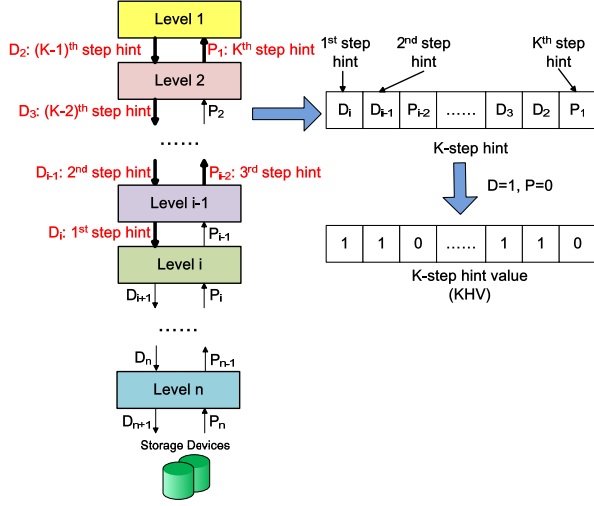 Level 1
D2: (K-1)th step hint
P1: Kth step hint
Level 2
D3: (K-2)th step hint
P2
......
Di-1: 2nd step hint
Pi-2: 3rd step hint
Level i-1
Di: 1st step hint
Pi-1
Level i
Di+1
Pi
......
Dn
Pn-1
Level n
Dn+1
Pn
Storage Devices
1st step hint
2nd step hint
Kth step hint
Di Di-1 Pi-2 ...... D3 D2 P1
K-step hint
D=1, P=0
1 1 0 ...... 1 1 0
K-step hint value
(KHV)